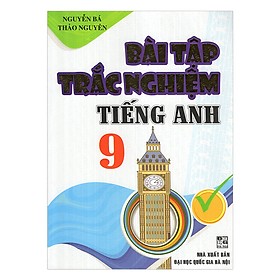 NGUYỄN BÁ
THẢO NGUYÊN
BÀI TẬP
TRẮC NGHIỆM
TIẾNG ANH
9
NHÀ XUẤT BẢN
ĐẠI HỌC QUỐC GIA HÀ NỘI